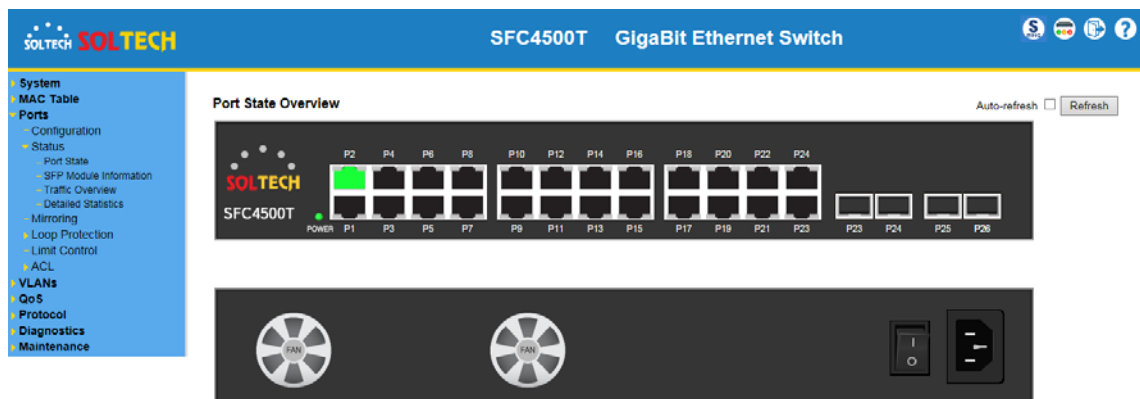 SOLTECH SOLTECH
SFC4500T GigaBit Ethernet Switch
System
MAC Table
Ports
Configuration
Status
Port State
SFP Module Information
Traffic Overview
Detailed Statistics
Mirroring
Loop Protection
Limit Control
ACL
VLANs
QoS
Protocol
Diagnostics
Maintenance
Port State Overview
Auto-refresh Refresh
P2 P4 P6 P8 P10 P12 P14 P16 P18 P20 P22 P24
SOLTECH
SFC4500T
POWER P1 P3 P5 P7 P9 P11 P13 P15 P17 P19 P21 P23 P23 P24 P25 P26
FAN FAN